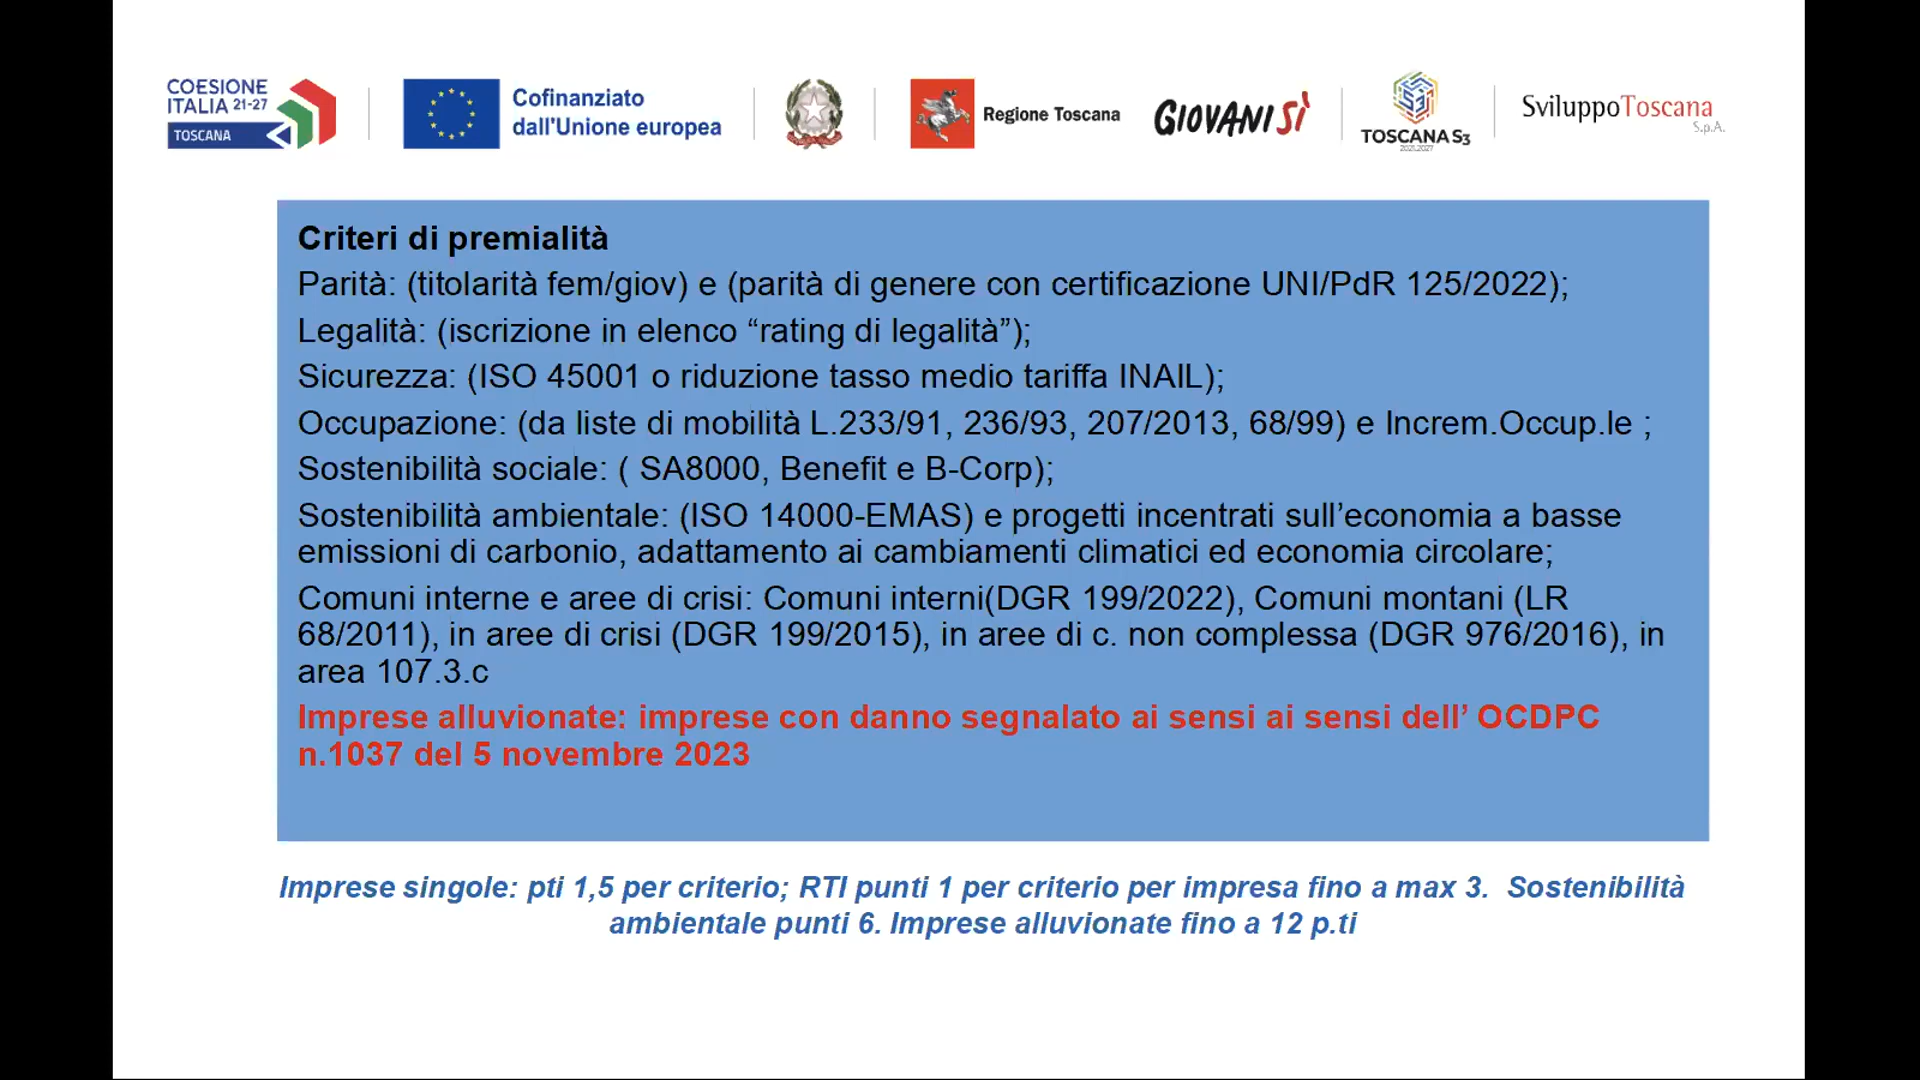 COESIONE
ITALIA 21-27
TOSCANA
Cofinanziato
dall'Unione europea
Regione Toscana
GIOVANISÌ
TOSCANA S3
2021.2027
SviluppoToscana
S.p.A.
Criteri di premialità
Parità: (titolarità fem/giov) e (parità di genere con certificazione UNI/PdR 125/2022);
Legalità: (iscrizione in elenco “rating di legalità”);
Sicurezza: (ISO 45001 o riduzione tasso medio tariffa INAIL);
Occupazione: (da liste di mobilità L.233/91, 236/93, 207/2013, 68/99) e Increm.Occup.le ;
Sostenibilità sociale: ( SA8000, Benefit e B-Corp);
Sostenibilità ambientale: (ISO 14000-EMAS) e progetti incentrati sull’economia a basse
emissioni di carbonio, adattamento ai cambiamenti climatici ed economia circolare;
Comuni interne e aree di crisi: Comuni interni(DGR 199/2022), Comuni montani (LR
68/2011), in aree di crisi (DGR 199/2015), in aree di c. non complessa (DGR 976/2016), in
area 107.3.c
Imprese alluvionate: imprese con danno segnalato ai sensi ai sensi dell’ OCDPC
n.1037 del 5 novembre 2023
Imprese singole: pti 1,5 per criterio; RTI punti 1 per criterio per impresa fino a max 3. Sostenibilità
ambientale punti 6. Imprese alluvionate fino a 12 p.ti